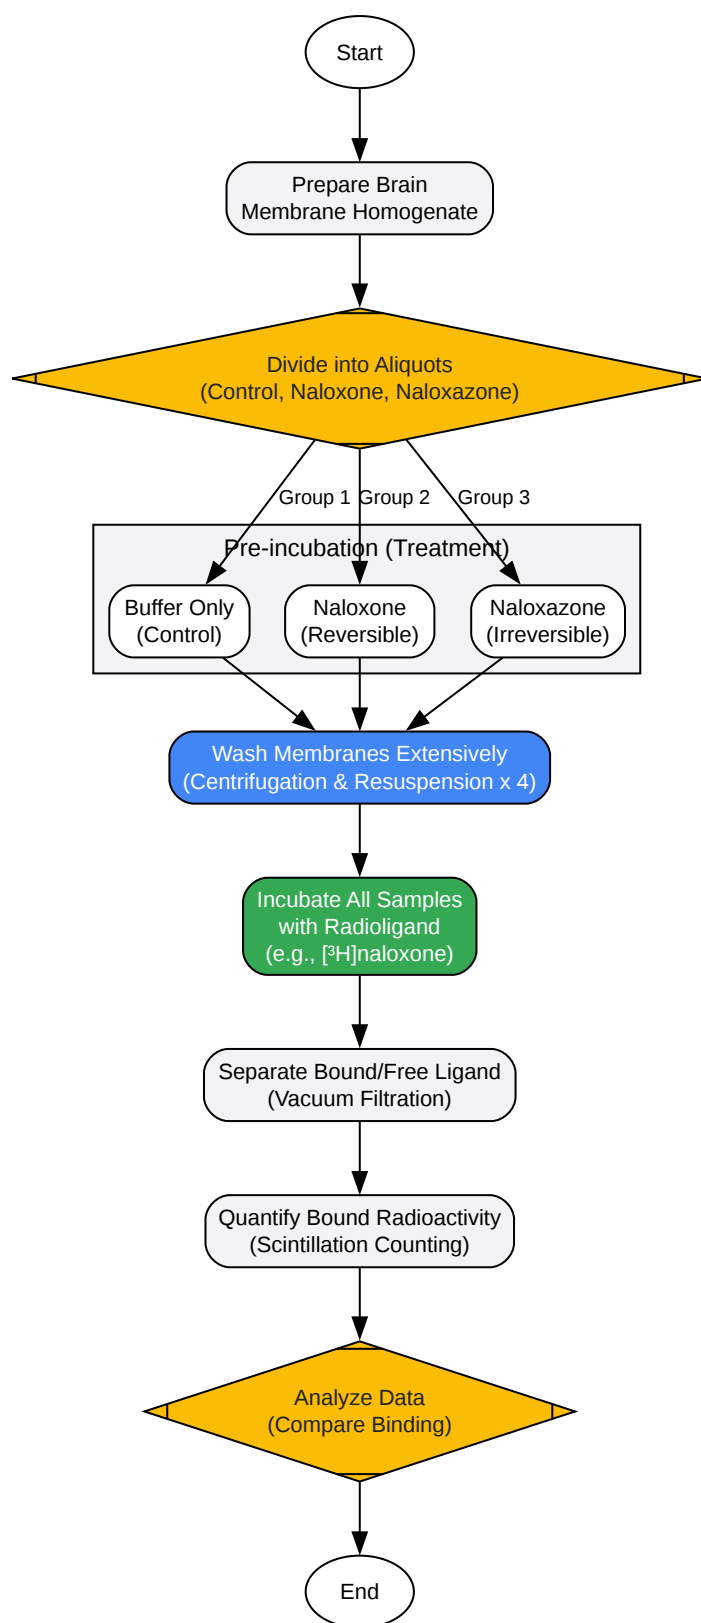 Start
Prepare Brain
Membrane Homogenate
Divide into Aliquots
(Control, Naloxone, Naloxazone)
Group 1
Group 2
Group 3
Pre-incubation (Treatment)
Buffer Only
(Control)
Naloxone
(Reversible)
Naloxazone
(Irreversible)
Wash Membranes Extensively
(Centrifugation & Resuspension x 4)
Incubate All Samples
with Radioligand
(e.g., [³H]naloxone)
Separate Bound/Free Ligand
(Vacuum Filtration)
Quantify Bound Radioactivity
(Scintillation Counting)
Analyze Data
(Compare Binding)
End